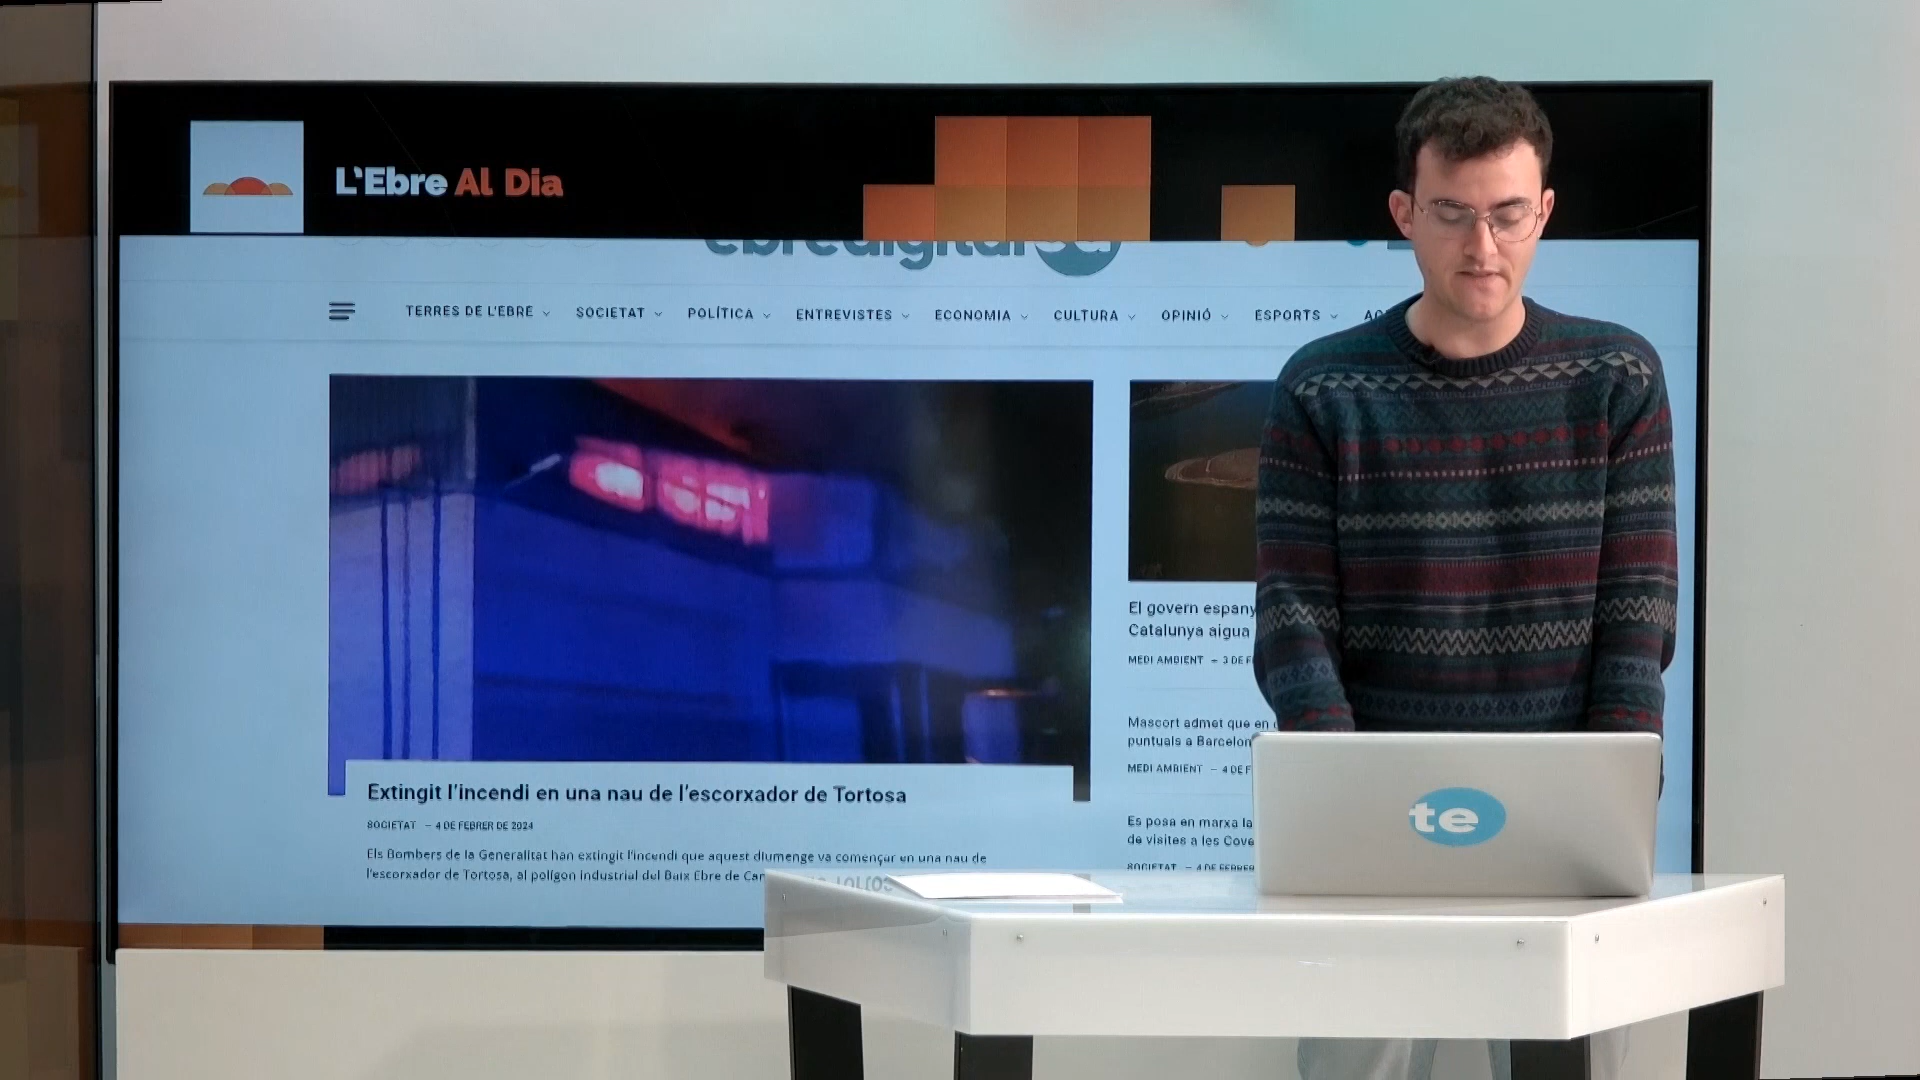 L'Ebre Al Dia
ebredigital
TERRES DE L'EBRE SOCIETAT POLÍTICA ENTREVISTES ECONOMIA CULTURA OPINIÓ ESPORTS
El govern
Catalunya aigua
MEDI AMBIENT – 3 DE
Mascort admet que en
puntuals a
MEDI AMBIENT – 4 DE
Es posa en marxa la
de visites a les
SOCIETAT – 4 DE FEBRER
Extingit l'incendi en una nau de l'escorxador de Tortosa
SOCIETAT – 4 DE FEBRER DE 2024
Els Bombers de la Generalitat han extingit l'incendi que aquest diumenge va començar en una nau de
l'escorxador de Tortosa, al polígon industrial del Baix Ebre de
te